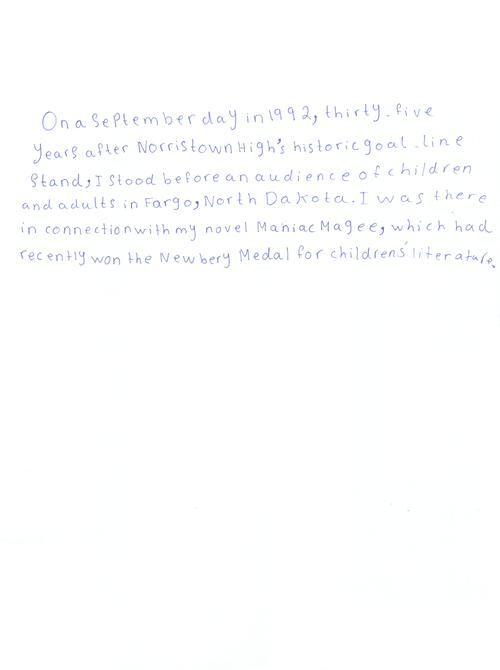 On a September day in 1992, thirty-five
years after Norristown High's historic goal-line
stand, I stood before an audience of children
and adults in Fargo, North Dakota. I was there
in connection with my novel Maniac Magee, which had
recently won the Newbery Medal for childrens' literature.